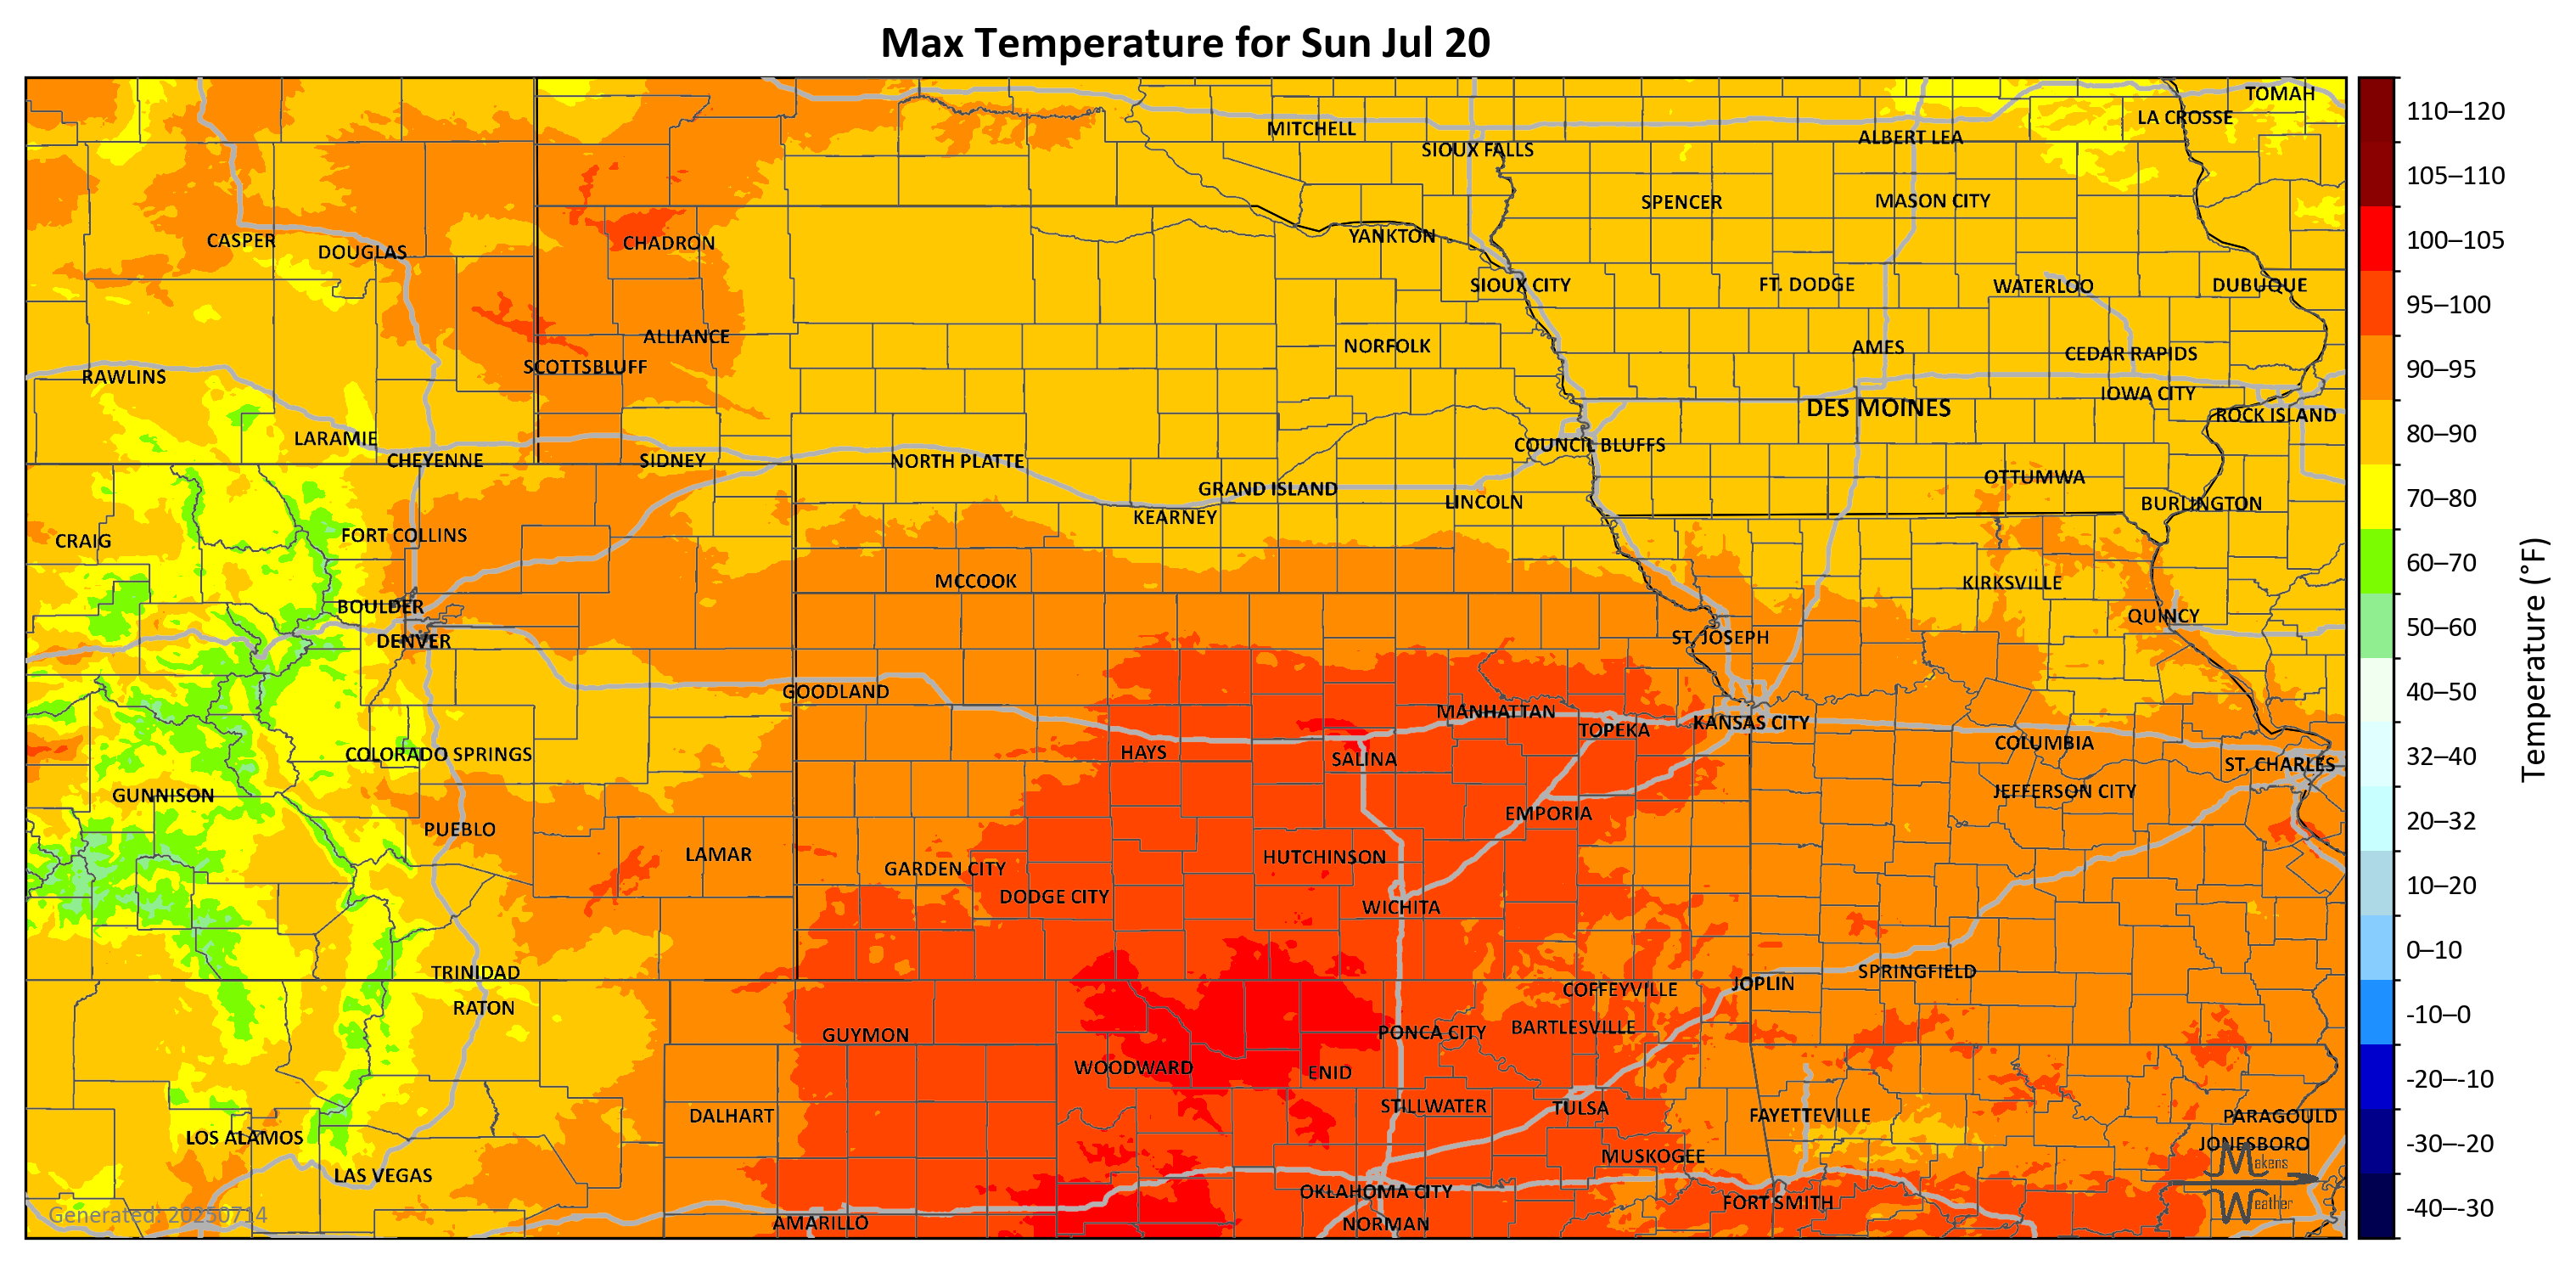 Max Temperature for Sun Jul 20
TOMAH
LA CROSSE
MITCHELL
ALBERT LEA
SIOUX FALLS
SPENCER
MASON CITY
CASPER
DOUGLAS
CHADRON
YANKTON
SIOUX CITY
FT. DODGE
WATERLOO
DUBUQUE
ALLIANCE
NORFOLK
AMES
CEDAR RAPIDS
SCOTTSBLUFF
RAWLINS
IOWA CITY
DES MOINES
ROCK ISLAND
LARAMIE
COUNCIL BLUFFS
CHEYENNE
SIDNEY
NORTH PLATTE
OTTUMWA
GRAND ISLAND
LINCOLN
BURLINGTON
KEARNEY
FORT COLLINS
CRAIG
MCCOOK
KIRKSVILLE
BOULDER
QUINCY
DENVER
ST. JOSEPH
GOODLAND
MANHATTAN
TOPEKA
KANSAS CITY
COLUMBIA
COLORADO SPRINGS
HAYS
SALINA
ST. CHARLES
GUNNISON
JEFFERSON CITY
EMPORIA
PUEBLO
LAMAR
HUTCHINSON
GARDEN CITY
DODGE CITY
WICHITA
TRINIDAD
SPRINGFIELD
JOPLIN
COFFEYVILLE
RATON
BARTLESVILLE
PONCA CITY
GUYMON
WOODWARD
ENID
STILLWATER
TULSA
DALHART
FAYETTEVILLE
PARAGOULD
LOS ALAMOS
JONESBORO
MUSKOGEE
LAS VEGAS
OKLAHOMA CITY
FORT SMITH
AMARILLO
NORMAN
Generated: 20250714
Makens
Weather
110–120
105–110
100–105
95–100
90–95
80–90
70–80
60–70
50–60
40–50
32–40
20–32
10–20
0–10
-10–0
-20–-10
-30–-20
-40–-30
Temperature (°F)